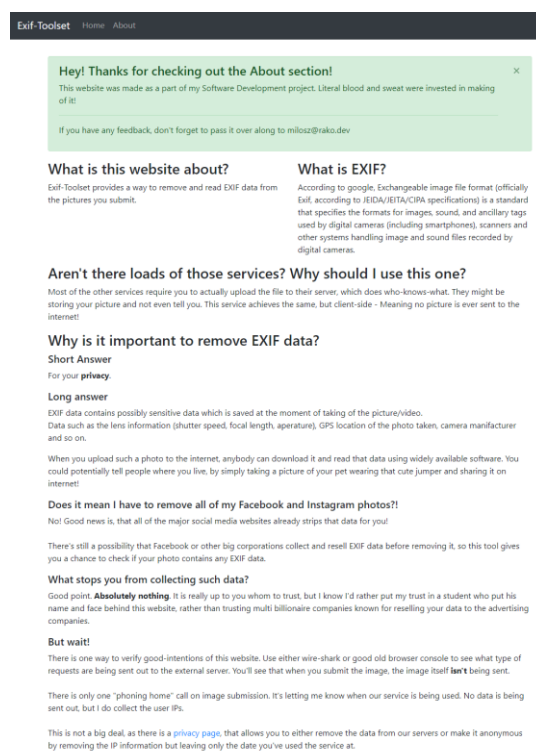 Exif-Toolset Home About
Hey! Thanks for checking out the About section!
×
This website was made as a part of my Software Development project. Literal blood and sweat were invested in making
of it!
If you have any feedback, don't forget to pass it over along to milosz@rako.dev
What is this website about?
Exif-Toolset provides a way to remove and read EXIF data from
the pictures you submit.
What is EXIF?
According to google, Exchangeable image file format (officially
Exif, according to JEIDA/JEITA/CIPA specifications) is a standard
that specifies the formats for images, sound, and ancillary tags
used by digital cameras (including smartphones), scanners and
other systems handling image and sound files recorded by
digital cameras.
Aren't there loads of those services? Why should I use this one?
Most of the other services require you to actually upload the file to their server, which does who-knows-what. They might be
storing your picture and not even tell you. This service achieves the same, but client-side - Meaning no picture is ever sent to the
internet!
Why is it important to remove EXIF data?
Short Answer
For your privacy.
Long answer
EXIF data contains possibly sensitive data which is saved at the moment of taking of the picture/video.
Data such as the lens information (shutter speed, focal length, aperature), GPS location of the photo taken, camera manifacturer
and so on.
When you upload such a photo to the internet, anybody can download it and read that data using widely available software. You
could potentially tell people where you live, by simply taking a picture of your pet wearing that cute jumper and sharing it on
internet!
Does it mean I have to remove all of my Facebook and Instagram photos?!
No! Good news is, that all of the major social media websites already strips that data for you!
There's still a possibility that Facebook or other big corporations collect and resell EXIF data before removing it, so this tool gives
you a chance to check if your photo contains any EXIF data.
What stops you from collecting such data?
Good point. Absolutely nothing. It is really up to you whom to trust, but I know I'd rather put my trust in a student who put his
name and face behind this website, rather than trusting multi billionaire companies known for reselling your data to the advertising
companies.
But wait!
There is one way to verify good-intentions of this website. Use either wire-shark or good old browser console to see what type of
requests are being sent out to the external server. You'll see that when you submit the image, the image itself isn't being sent.
There is only one "phoning home" call on image submission. It's letting me know when our service is being used. No data is being
sent out, but I do collect the user IPs.
This is not a big deal, as there is a privacy page, that allows you to either remove the data from our servers or make it anonymous
by removing the IP information but leaving only the date you've used the service at.